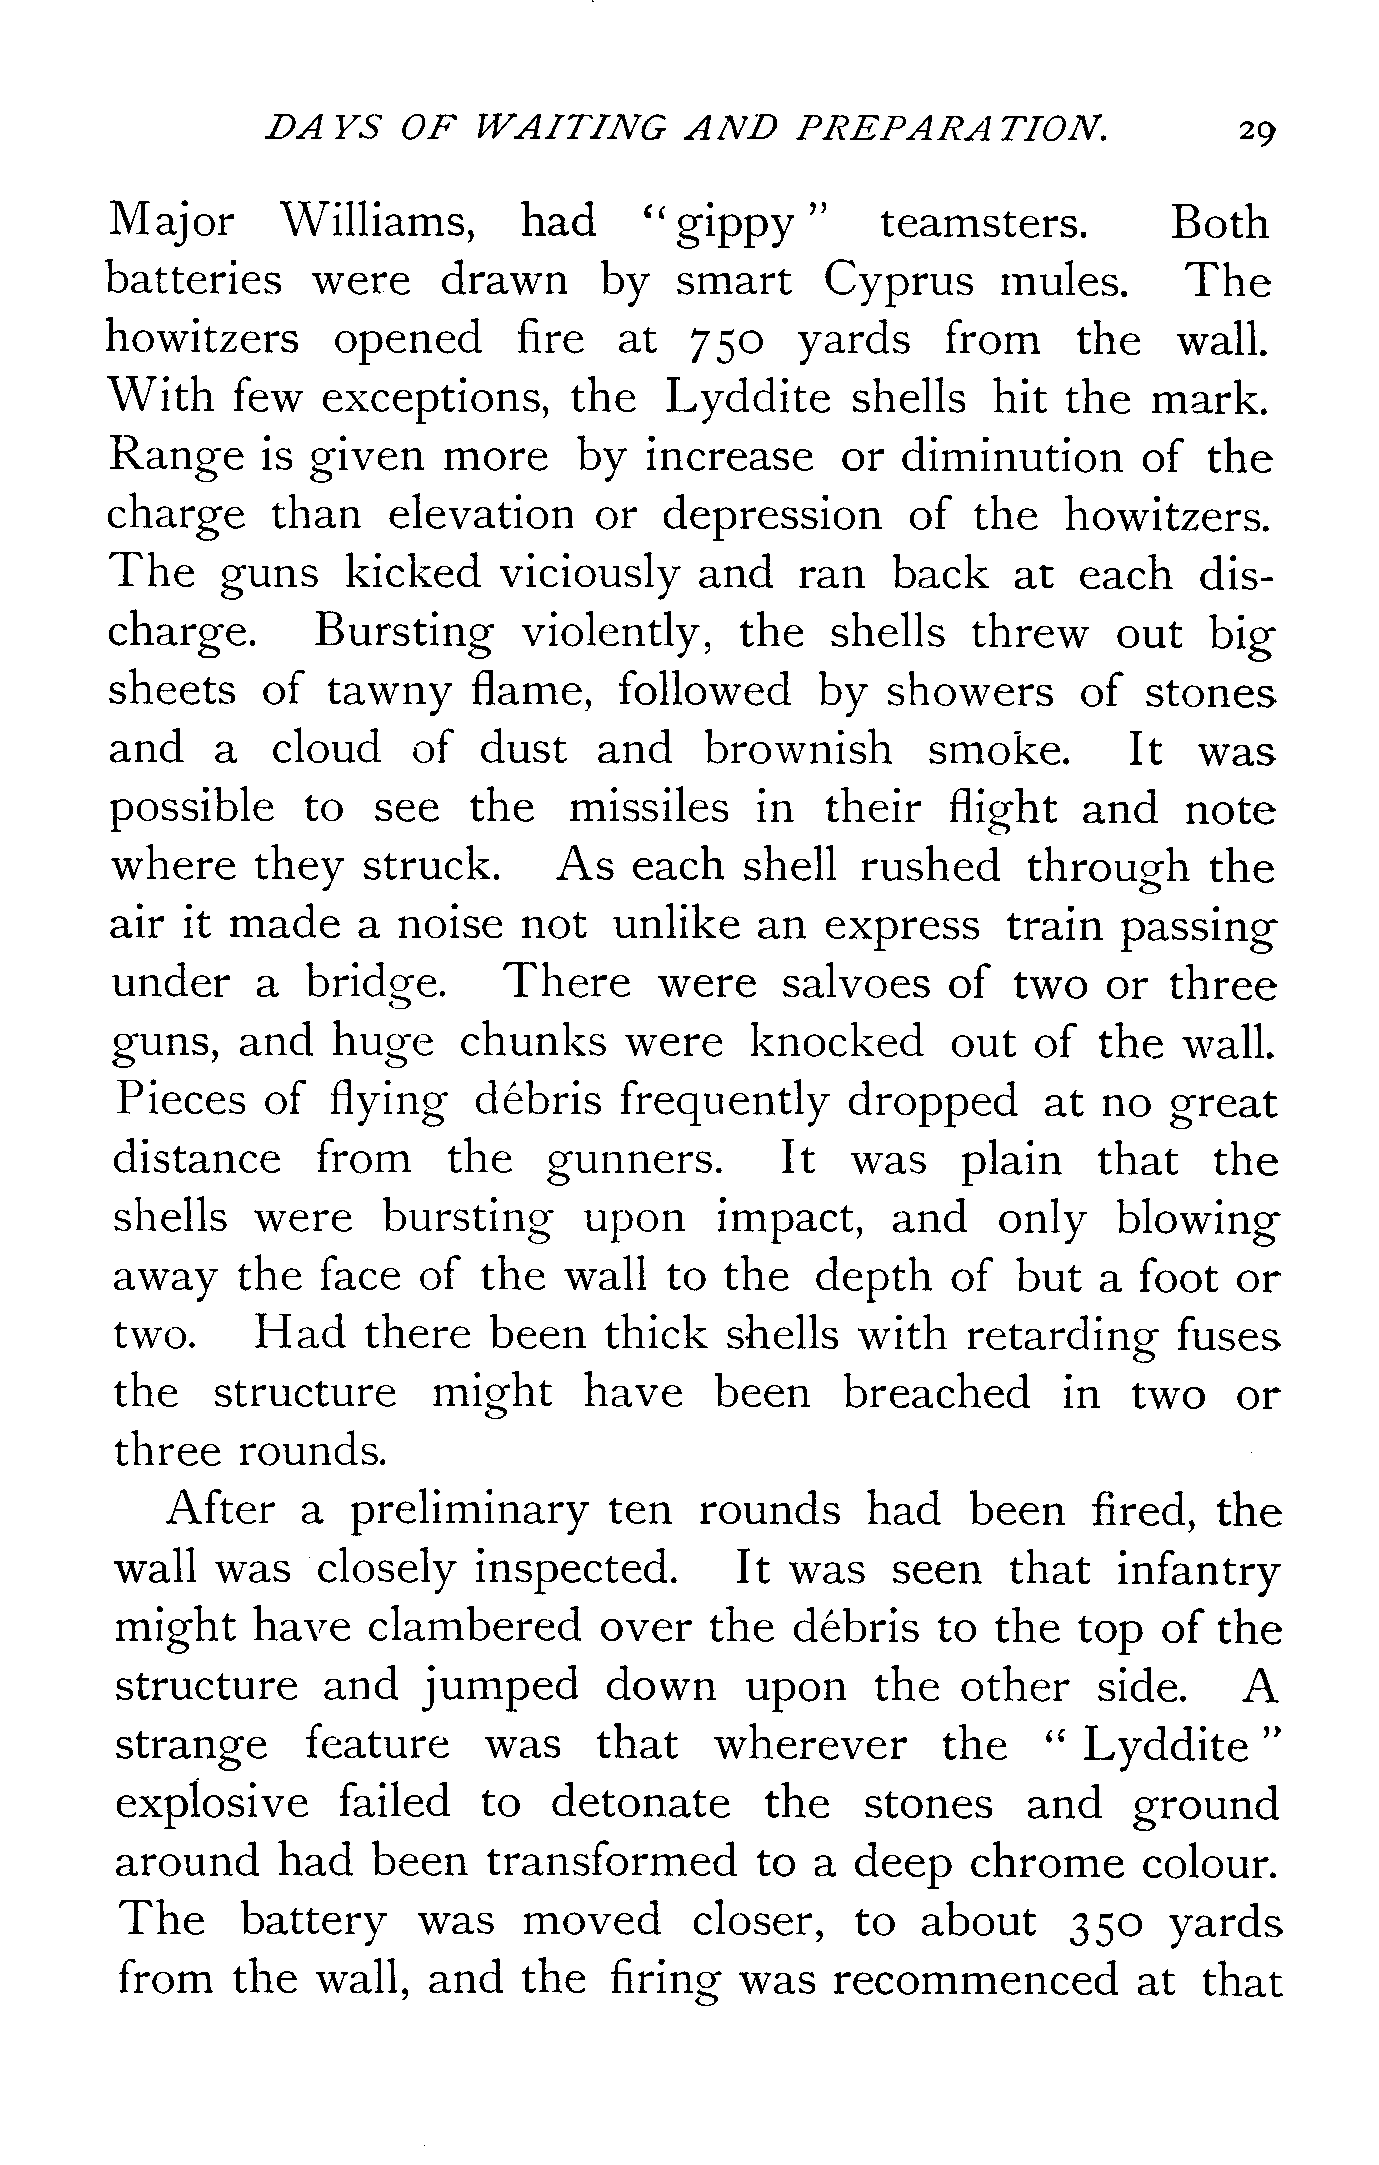 DAYS OF WAITING AND PREPARATION. 29
Major Williams, had "gippy" teamsters. Both
batteries were drawn by smart Cyprus mules. The
howitzers opened fire at 750 yards from the wall.
With few exceptions, the Lyddite shells hit the mark.
Range is given more by increase or diminution of the
charge than elevation or depression of the howitzers.
The guns kicked viciously and ran back at each dis-
charge. Bursting violently, the shells threw out big
sheets of tawny flame, followed by showers of stones
and a cloud of dust and brownish smoke. It was
possible to see the missiles in their flight and note
where they struck. As each shell rushed through the
air it made a noise not unlike an express train passing
under a bridge. There were salvoes of two or three
guns, and huge chunks were knocked out of the wall.
Pieces of flying débris frequently dropped at no great
distance from the gunners. It was plain that the
shells were bursting upon impact, and only blowing
away the face of the wall to the depth of but a foot or
two. Had there been thick shells with retarding fuses
the structure might have been breached in two or
three rounds.
After a preliminary ten rounds had been fired, the
wall was closely inspected. It was seen that infantry
might have clambered over the débris to the top of the
structure and jumped down upon the other side. A
strange feature was that wherever the "Lyddite"
explosive failed to detonate the stones and ground
around had been transformed to a deep chrome colour.
The battery was moved closer, to about 350 yards
from the wall, and the firing was recommenced at that